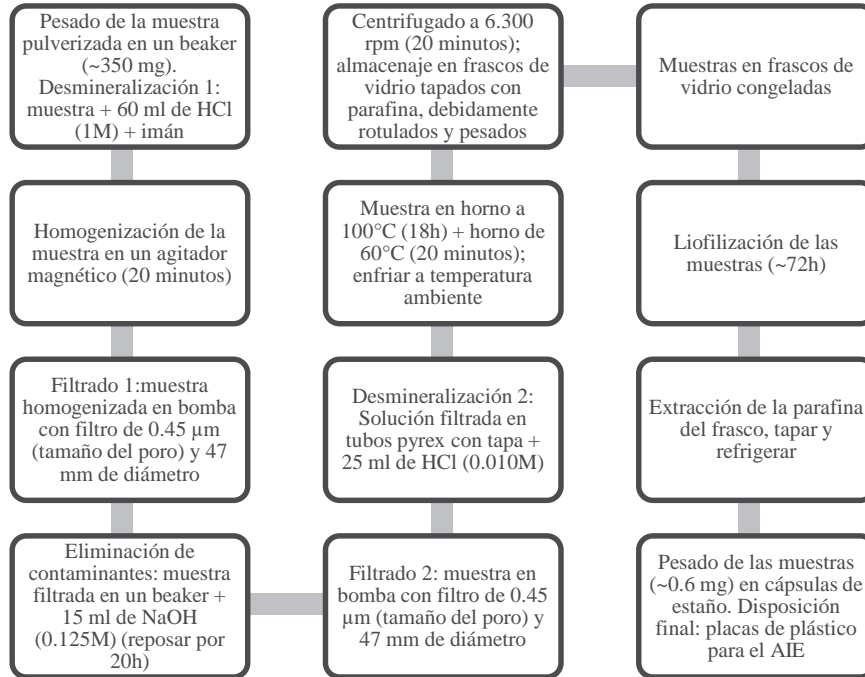 Pesado de la muestra
pulverizada en un beaker
(~350 mg).
Desmineralización 1:
muestra + 60 ml de HCl
(1M) + imán
Homogenización de la
muestra en un agitador
magnético (20 minutos)
Filtrado 1:muestra
homogenizada en bomba
con filtro de 0.45 µm
(tamaño del poro) y 47
mm de diámetro
Eliminación de
contaminantes: muestra
filtrada en un beaker +
15 ml de NaOH
(0.125M) (reposar por
20h)
Filtrado 2: muestra en
bomba con filtro de 0.45
µm (tamaño del poro) y
47 mm de diámetro
Desmineralización 2:
Solución filtrada en
tubos pyrex con tapa +
25 ml de HCl (0.010M)
Muestra en horno a
100°C (18h) + horno de
60°C (20 minutos);
enfriar a temperatura
ambiente
Centrifugado a 6.300
rpm (20 minutos);
almacenaje en frascos de
vidrio tapados con
parafina, debidamente
rotulados y pesados
Muestras en frascos de
vidrio congeladas
Liofilización de las
muestras (~72h)
Extracción de la parafina
del frasco, tapar y
refrigerar
Pesado de las muestras
(~0.6 mg) en cápsulas de
estaño. Disposición
final: placas de plástico
para el AIE